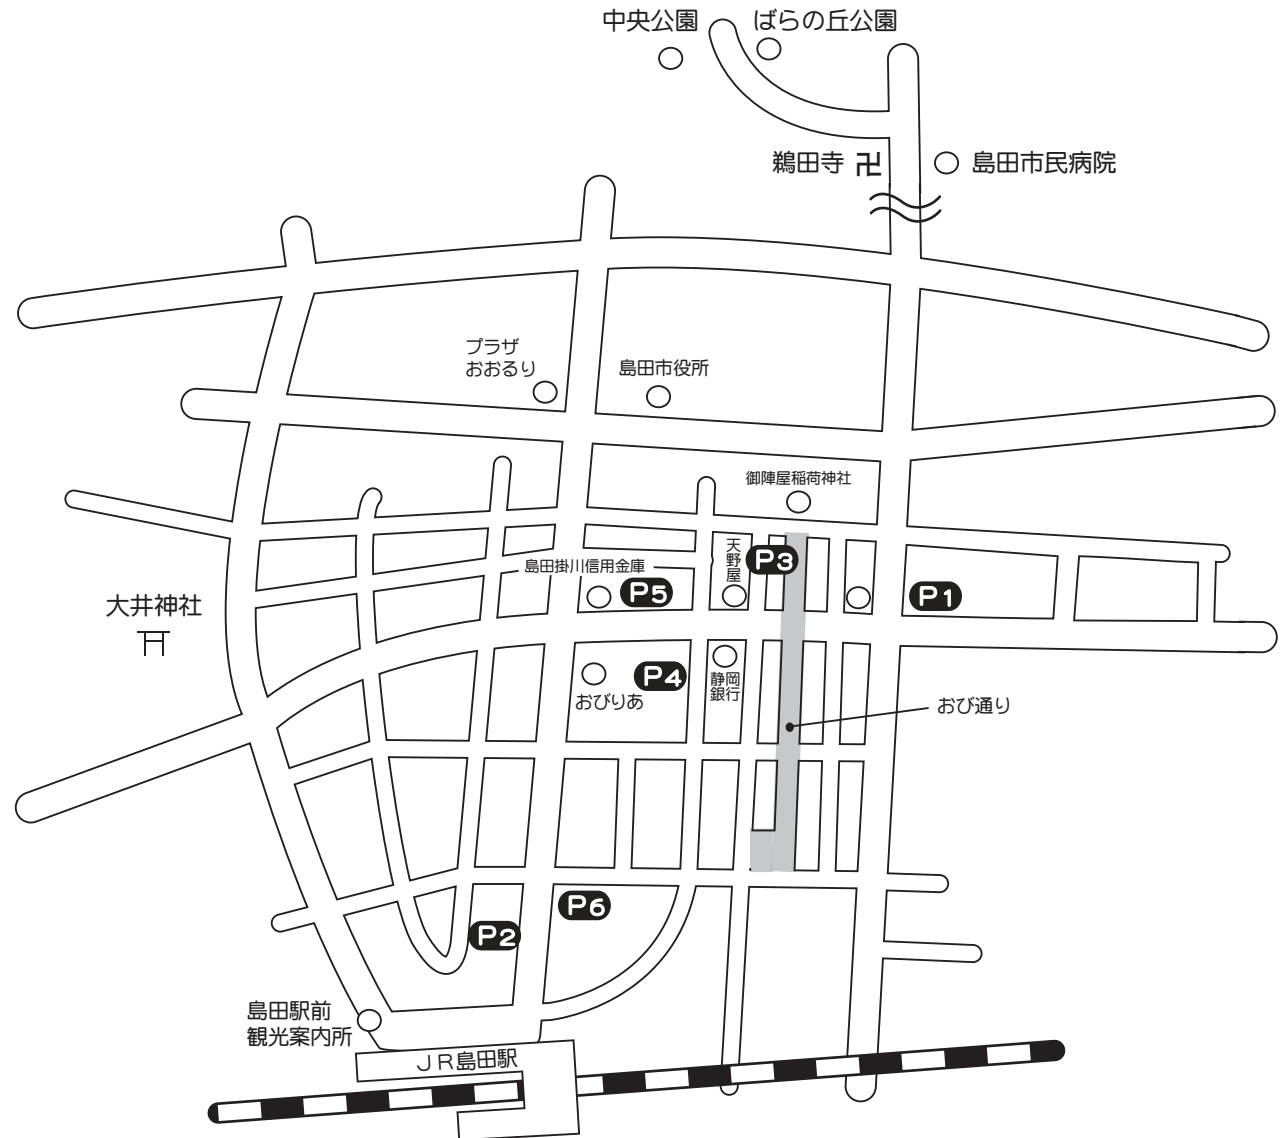 中央公園
ばらの丘公園
鵜田寺 卍
島田市民病院
プラザ
おおるり
島田市役所
御陣屋稲荷神社
天野屋
P3
島田掛川信用金庫
P5
P1
大井神社
P4
おびりあ
静岡
銀行
おび通り
P6
P2
島田駅前
観光案内所
JR島田駅